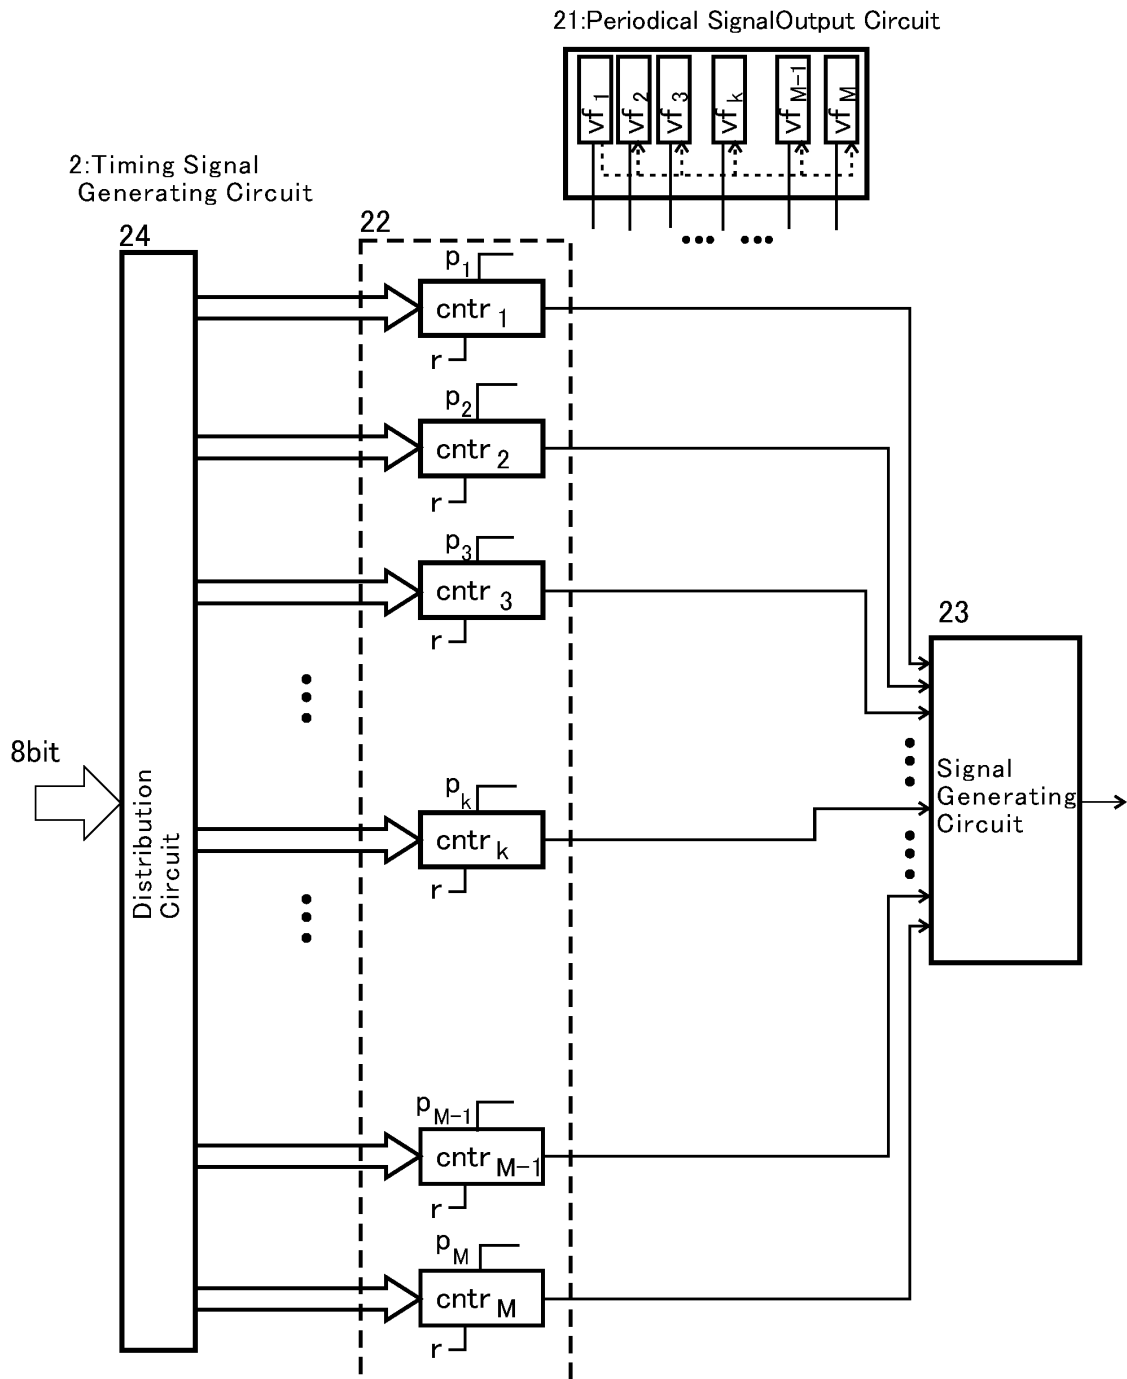 21:Periodical SignalOutput Circuit
vf1 vf2 vf3 vfk vfM-1 vfM
2:Timing Signal
Generating Circuit
24
22
p1
cntr 1
r
p2
cntr 2
r
p3
cntr 3
r
23
8bit
Distribution
Circuit
pk
cntr k
r
Signal
Generating
Circuit
pM-1
cntr M-1
r
pM
cntr M
r